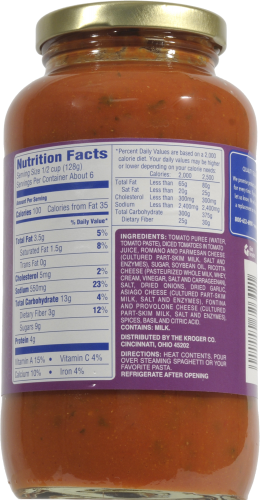 Nutrition Facts
Serving Size 1/2 cup (128g)
Servings Per Container About 6
Amount Per Serving
Calories 100 Calories from Fat 35
% Daily Value*
Total Fat 3.5g 5%
Saturated Fat 1.5g 8%
Trans Fat 0g
Cholesterol 5mg 2%
Sodium 550mg 23%
Total Carbohydrate 13g 4%
Dietary Fiber 3g 12%
Sugars 9g
Protein 4g
Vitamin A 15% • Vitamin C 4%
Calcium 10% • Iron 4%
*Percent Daily Values are based on a 2,000
calorie diet. Your daily values may be higher
or lower depending on your calorie needs:
Calories: 2,000 2,500
Total Fat Less than 65g 80g
Sat Fat Less than 20g 25g
Cholesterol Less than 300mg 300mg
Sodium Less than 2,400mg 2,400mg
Total Carbohydrate 300g 375g
Dietary Fiber 25g 30g
INGREDIENTS: TOMATO PUREE (WATER,
TOMATO PASTE), DICED TOMATOES IN TOMATO
JUICE, ROMANO AND PARMESAN CHEESE
(CULTURED PART-SKIM MILK, SALT AND
ENZYMES), SUGAR, SOYBEAN OIL, RICOTTA
CHEESE (PASTEURIZED WHOLE MILK, WHEY,
CREAM, VINEGAR, SALT AND CARRAGEENAN),
SALT, DRIED ONIONS, DRIED GARLIC,
ASIAGO CHEESE (CULTURED PART-SKIM
MILK, SALT AND ENZYMES), FONTINA
AND PROVOLONE CHEESE (CULTURED
PART-SKIM MILK, SALT AND ENZYMES),
SPICES, BASIL AND CITRIC ACID.
CONTAINS: MILK.
DISTRIBUTED BY THE KROGER CO.
CINCINNATI, OHIO 45202
DIRECTIONS: HEAT CONTENTS. POUR
OVER STEAMING SPAGHETTI OR YOUR
FAVORITE PASTA.
REFRIGERATE AFTER OPENING